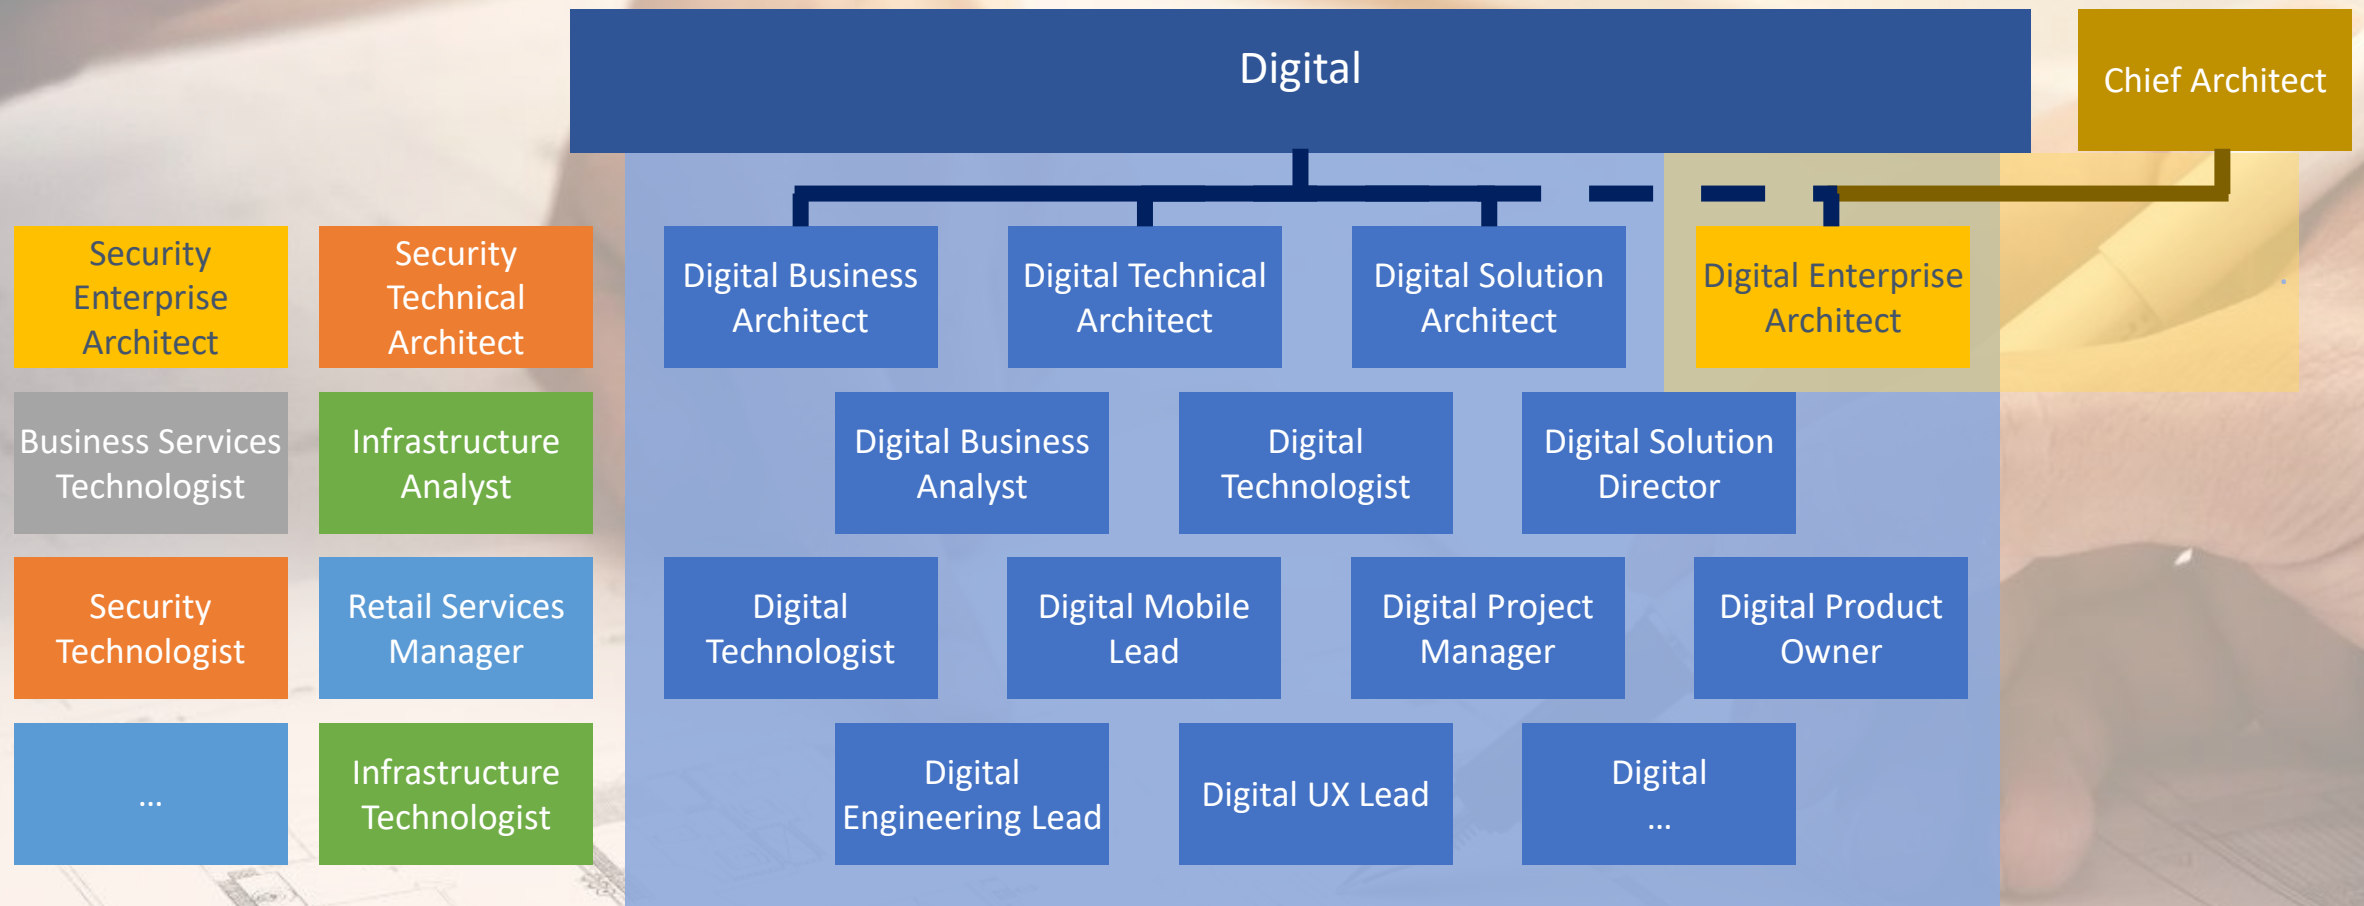 Digital
Chief Architect
Security
Enterprise
Architect
Security
Technical
Architect
Digital Business
Architect
Digital Technical
Architect
Digital Solution
Architect
Digital Enterprise
Architect
Business Services
Technologist
Infrastructure
Analyst
Digital Business
Analyst
Digital
Technologist
Digital Solution
Director
Security
Technologist
Retail Services
Manager
Digital
Technologist
Digital Mobile
Lead
Digital Project
Manager
Digital Product
Owner
...
Infrastructure
Technologist
Digital
Engineering Lead
Digital UX Lead
Digital
...